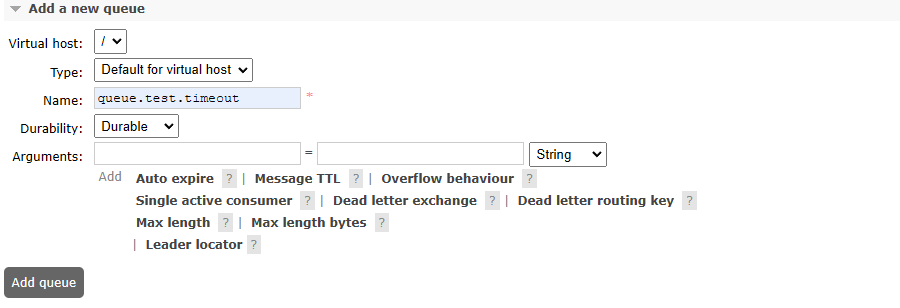 Add a new queue
Virtual host: /
Type: Default for virtual host
Name: queue.test.timeout *
Durability: Durable
Arguments: = String
Add Auto expire ? | Message TTL ? | Overflow behaviour ?
Single active consumer ? | Dead letter exchange ? | Dead letter routing key ?
Max length ? | Max length bytes ?
| Leader locator ?
Add queue